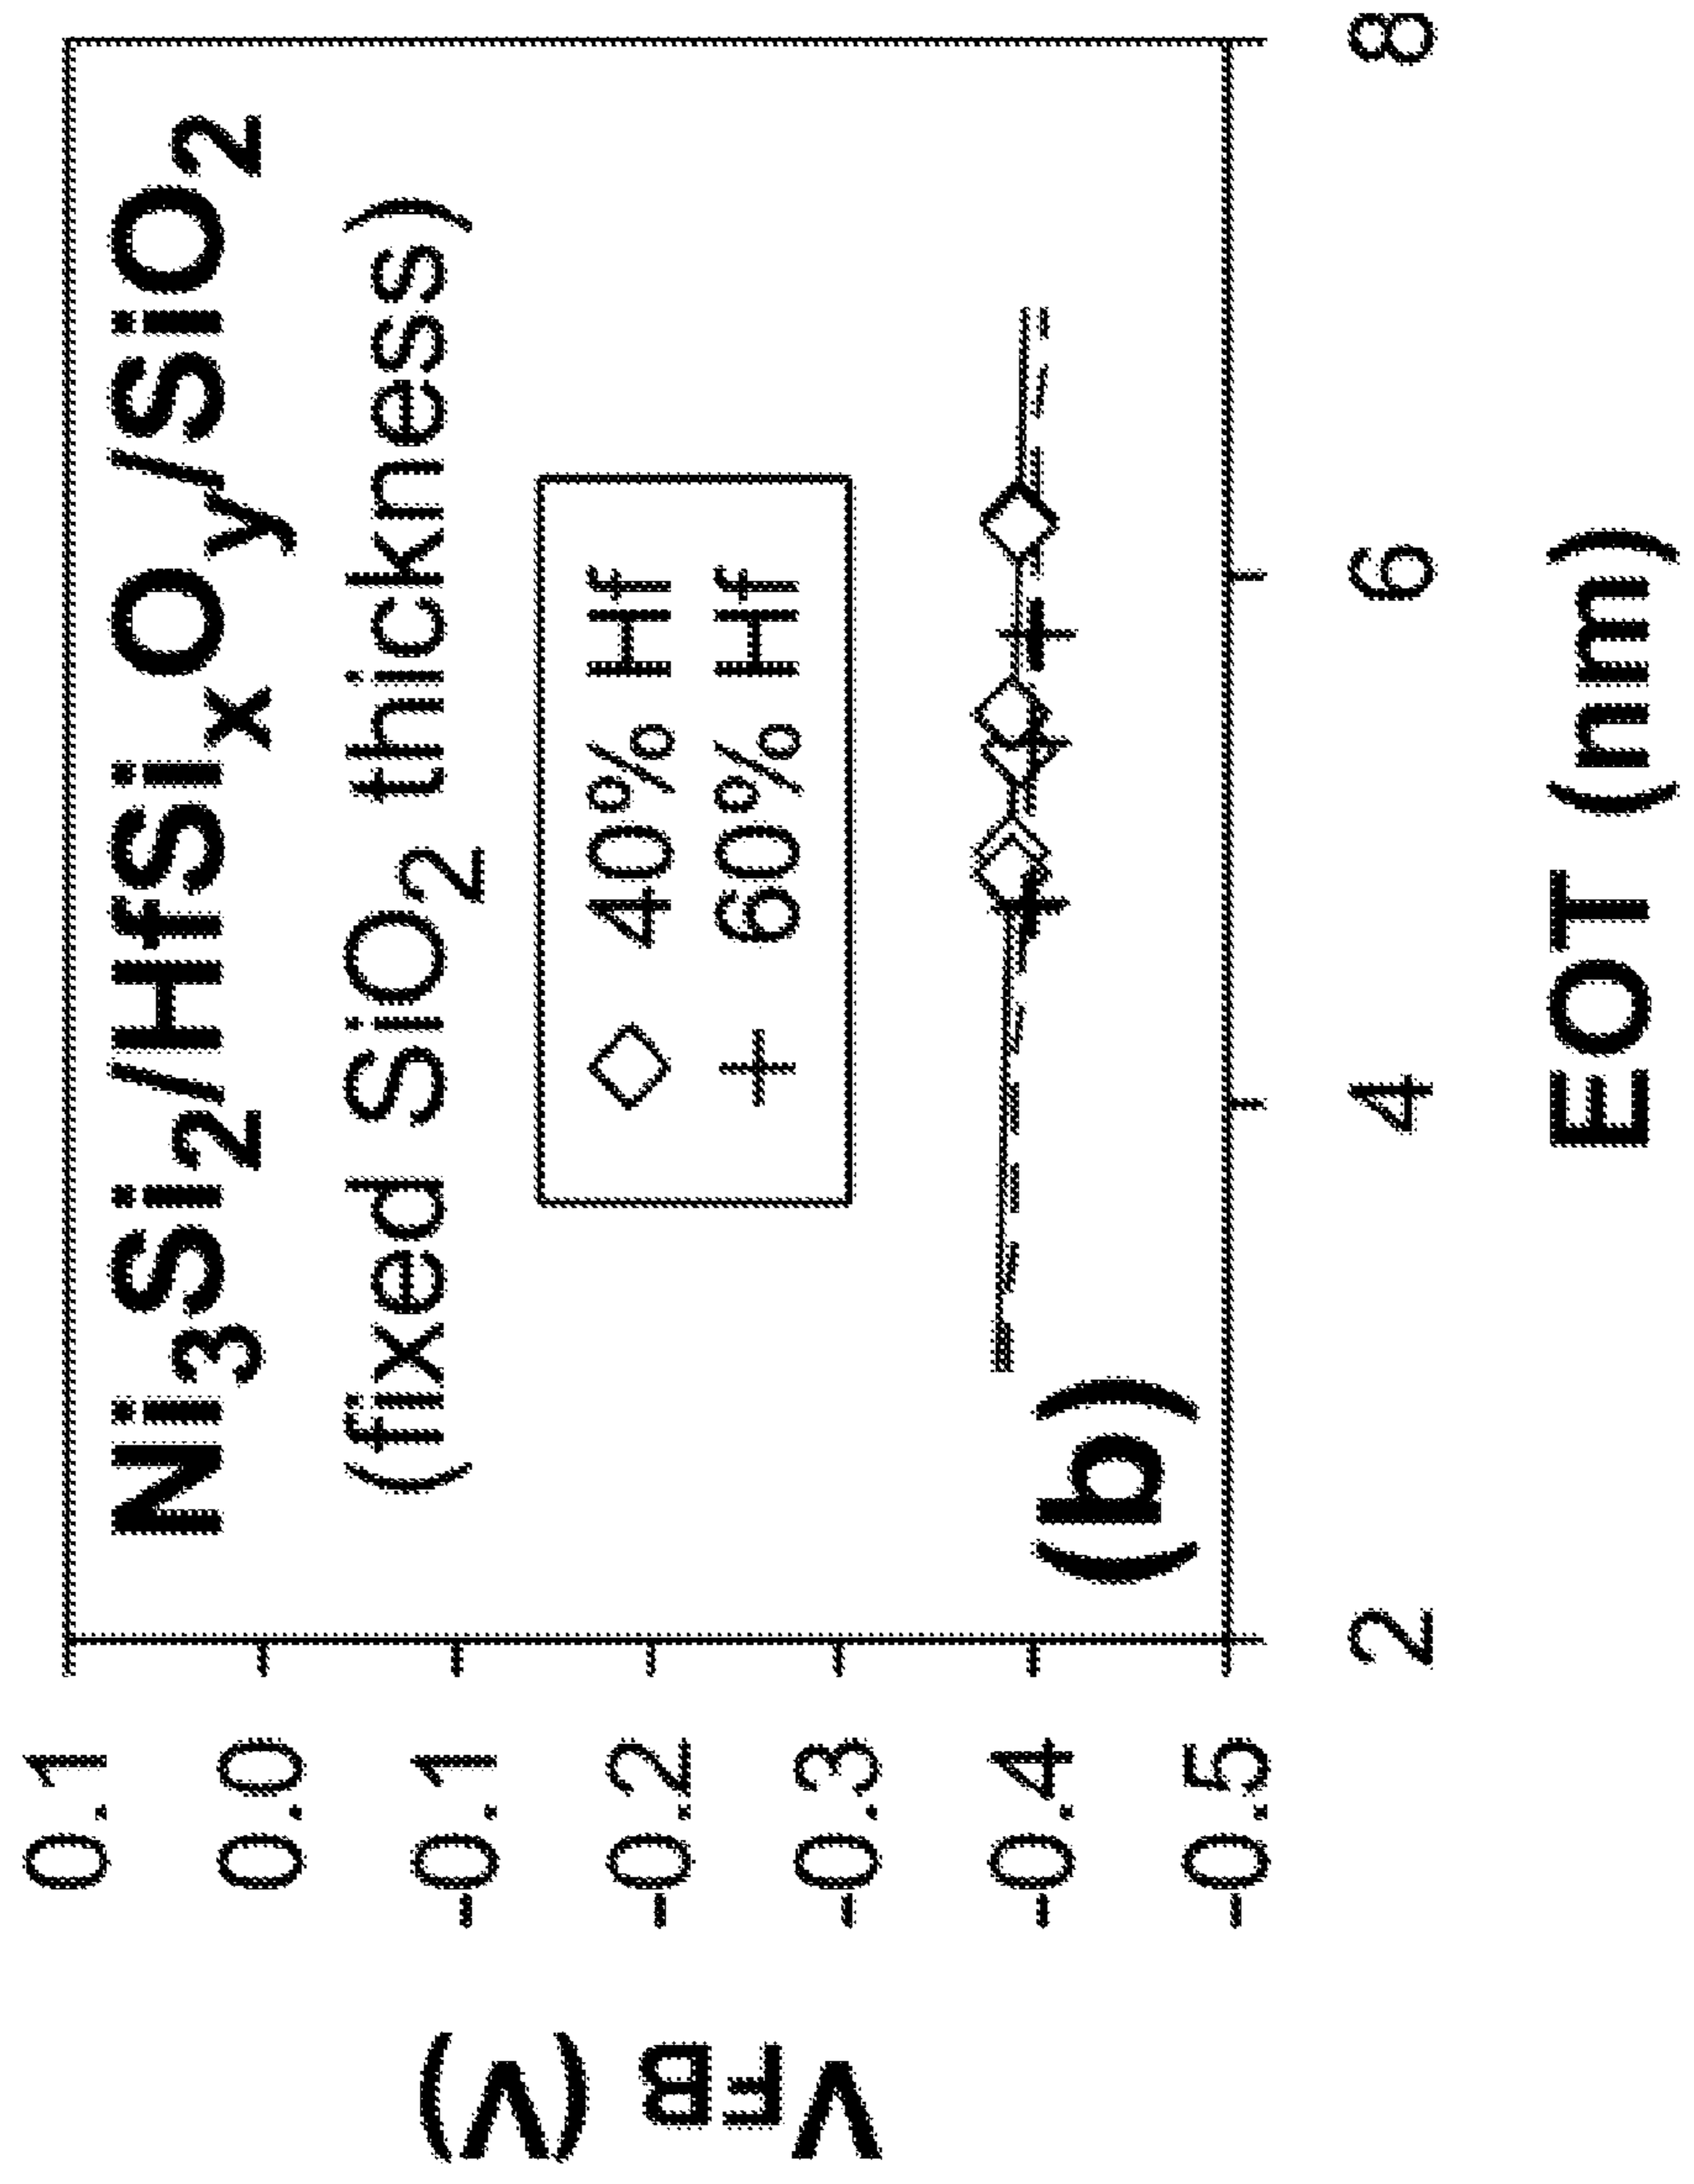 Ni3Si2/HfSixOy/SiO2
(fixed SiO2 thickness)
40% Hf
60% Hf
(b)
0.1
0.0
-0.1
-0.2
-0.3
-0.4
-0.5
VFB (V)
2 4 6 8
EOT (nm)